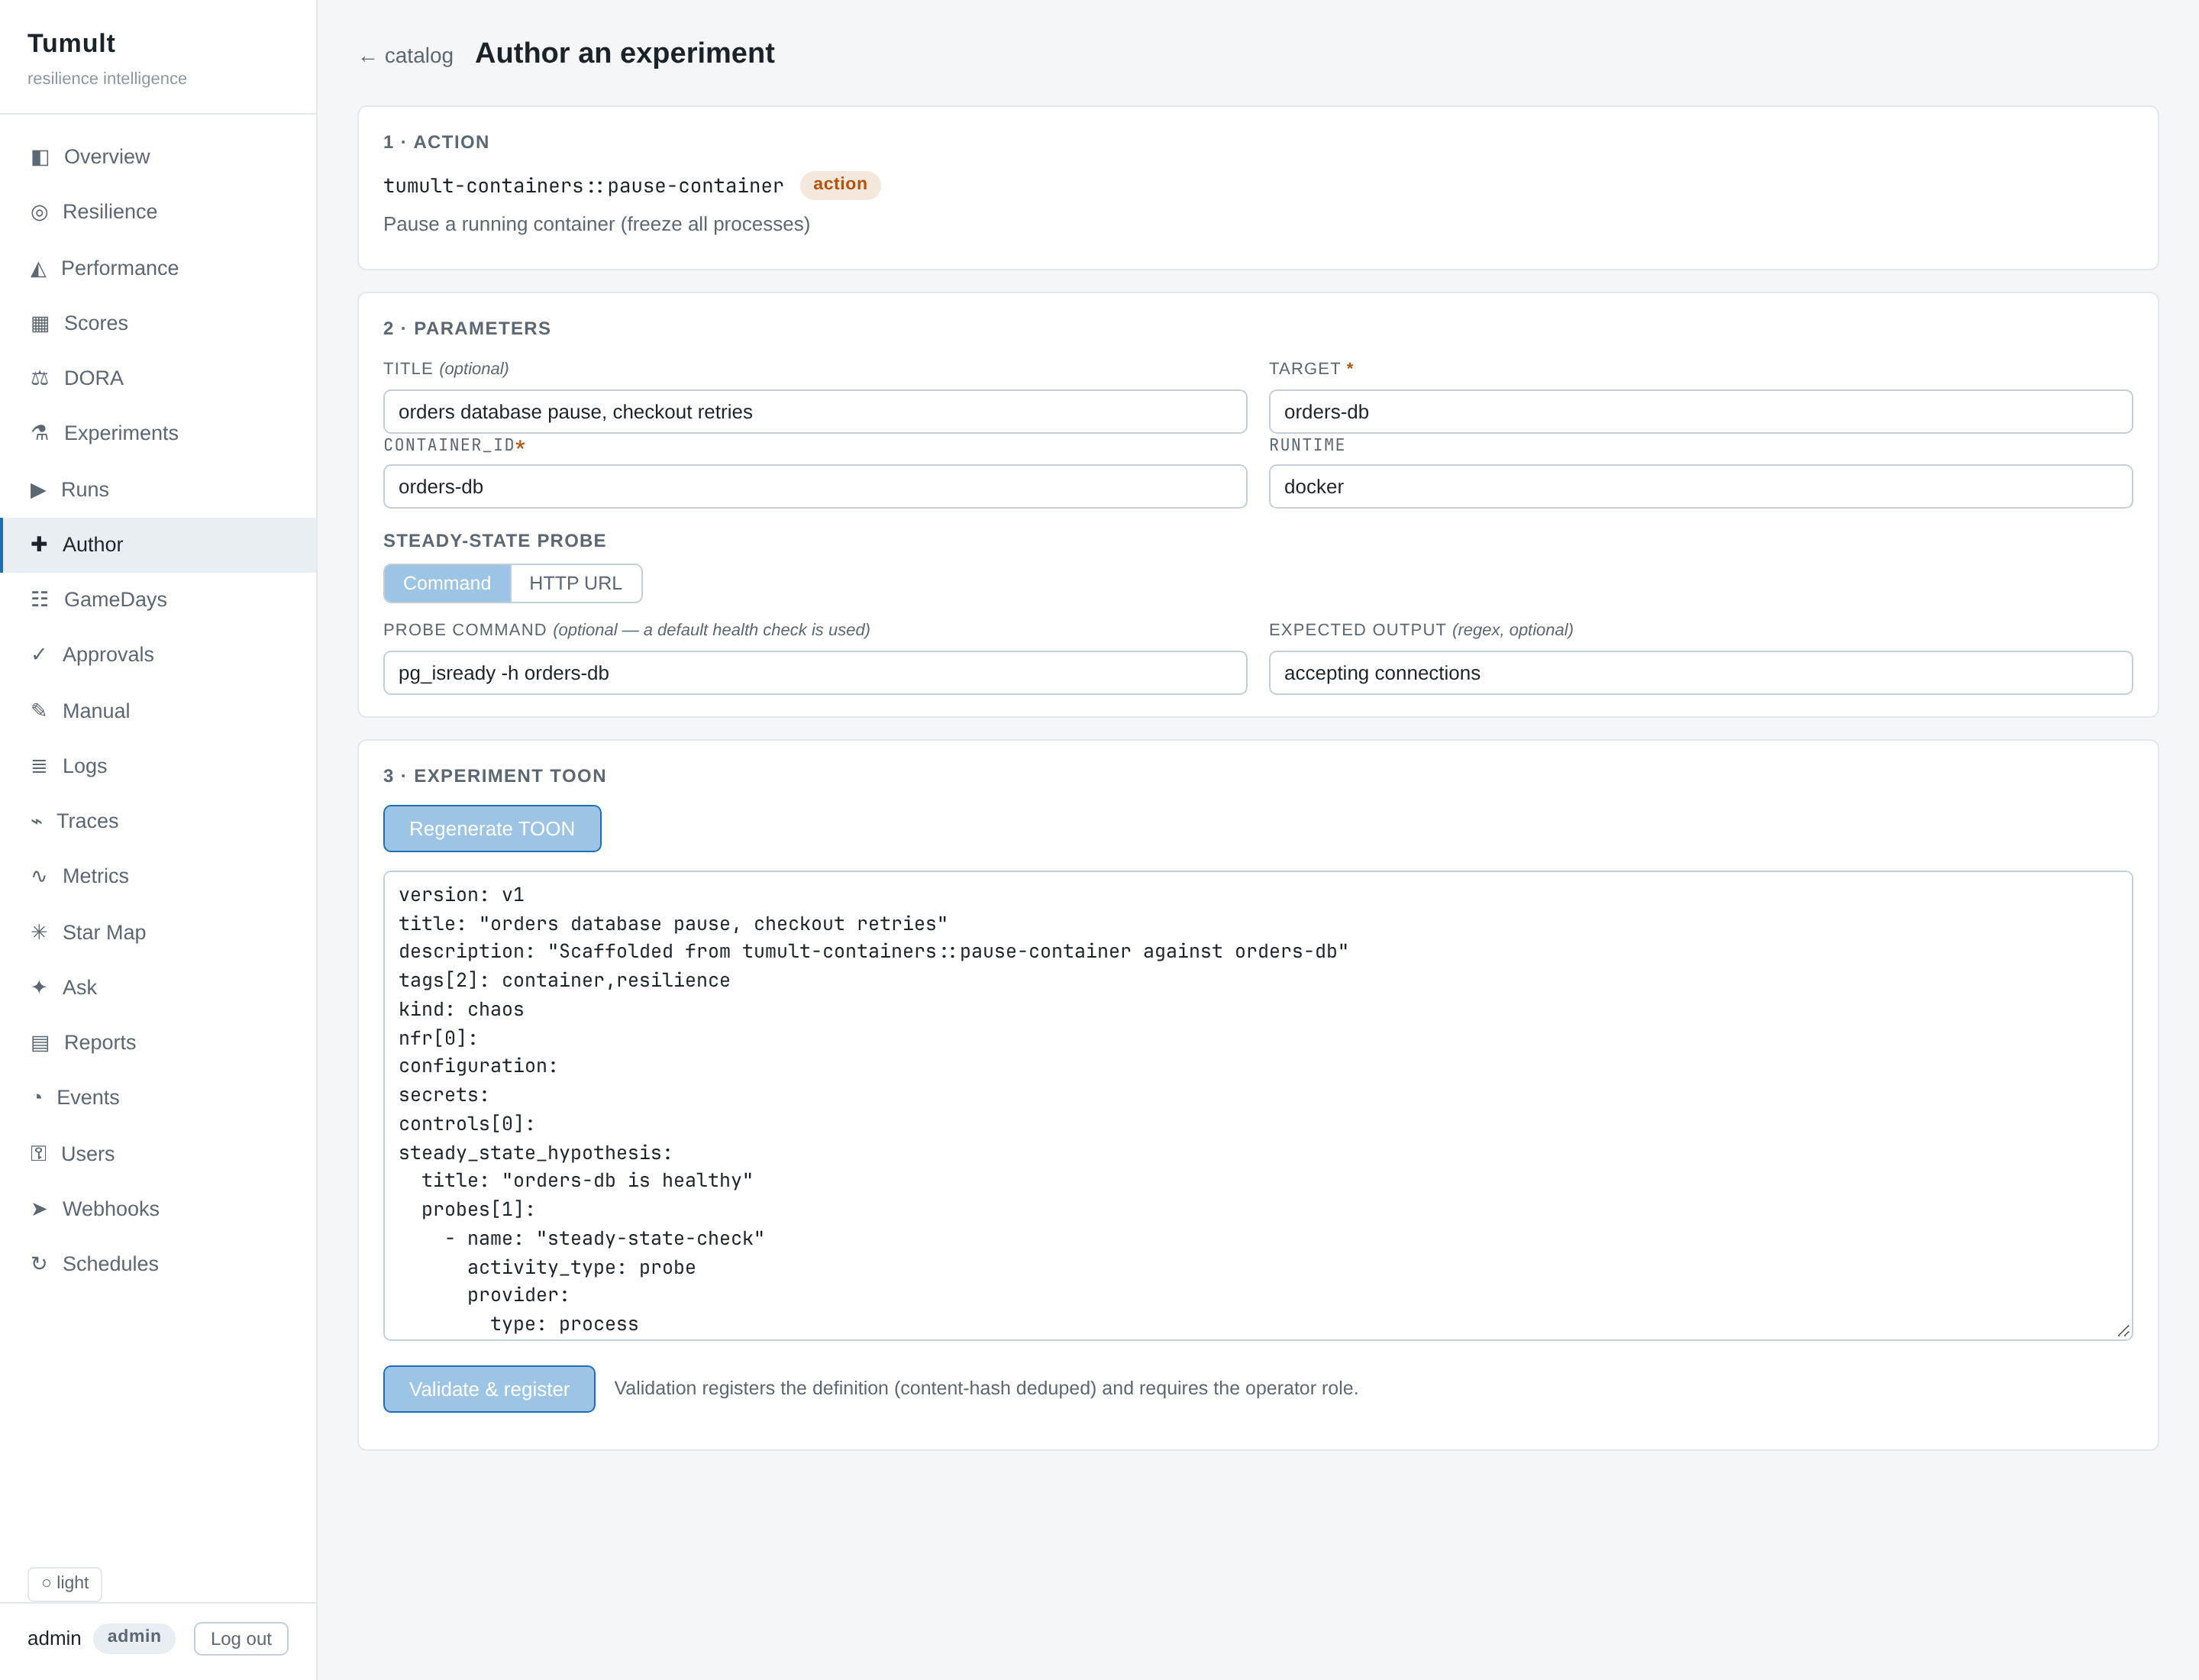 Tumult
resilience intelligence
Overview
Resilience
Performance
Scores
DORA
Experiments
Runs
Author
GameDays
Approvals
Manual
Logs
Traces
Metrics
Star Map
Ask
Reports
Events
Users
Webhooks
Schedules
○ light
admin admin Log out
← catalog Author an experiment
1 · ACTION
tumult-containers::pause-container action
Pause a running container (freeze all processes)
2 · PARAMETERS
TITLE (optional) TARGET *
orders database pause, checkout retries orders-db
CONTAINER_ID* RUNTIME
orders-db docker
STEADY-STATE PROBE
Command HTTP URL
PROBE COMMAND (optional — a default health check is used) EXPECTED OUTPUT (regex, optional)
pg_isready -h orders-db accepting connections
3 · EXPERIMENT TOON
Regenerate TOON
version: v1
title: "orders database pause, checkout retries"
description: "Scaffolded from tumult-containers::pause-container against orders-db"
tags[2]: container,resilience
kind: chaos
nfr[0]:
configuration:
secrets:
controls[0]:
steady_state_hypothesis:
  title: "orders-db is healthy"
  probes[1]:
    - name: "steady-state-check"
      activity_type: probe
      provider:
        type: process
Validate & register Validation registers the definition (content-hash deduped) and requires the operator role.